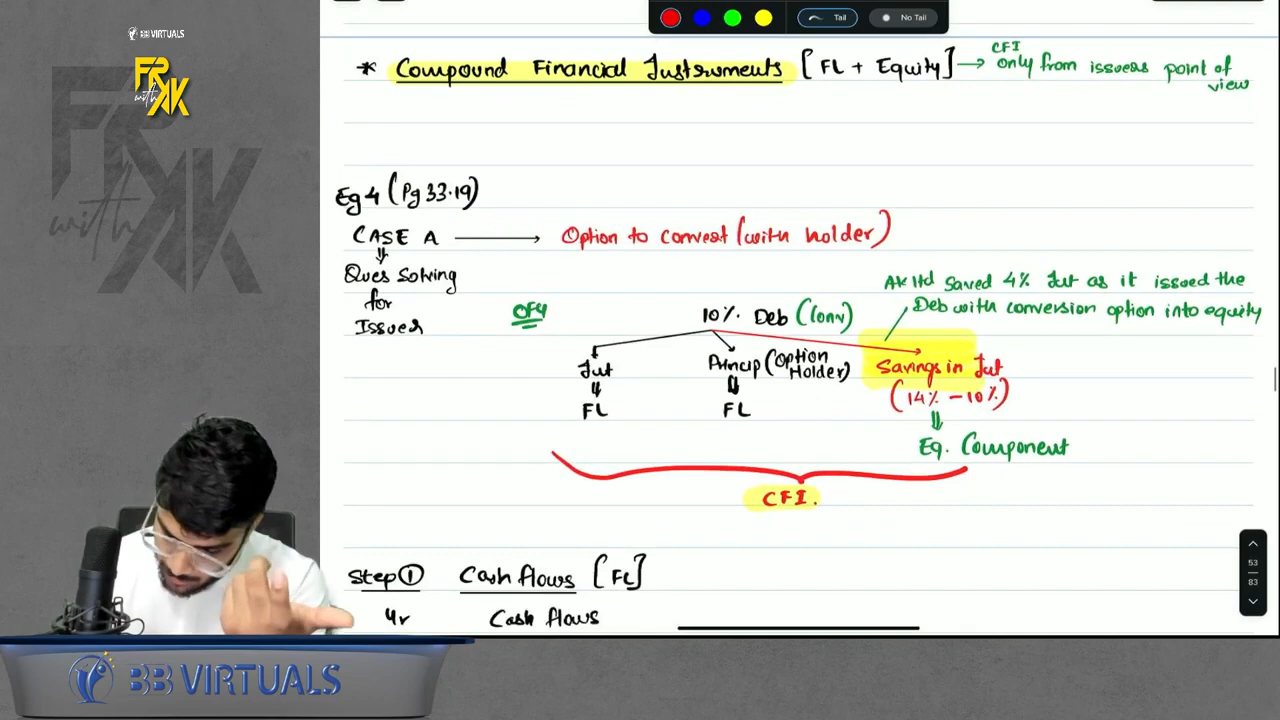 BB VIRTUALS
FR
with
AK
Tail
No Tail
* Compound Financial Instruments [FL + Equity] → CFI only from issuers point of view
Eg 4 (Pg 33.19)
CASE A → Option to convert (with holder)
Ques solving
for
Issuer
AK ltd saved 4% Int as it issued the
Deb with conversion option into equity
10% Deb (Conv)
Int
Princip (Option Holder)
Savings in Int
(14% - 10%)
FL
FL
Eq. Component
CFI.
Step ① Cash flows [FL]
Yr Cash flows
53
83
BB VIRTUALS